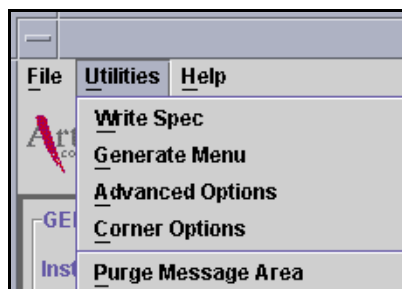 File Utilities Help
Write Spec
Generate Menu
Advanced Options
Corner Options
Purge Message Area